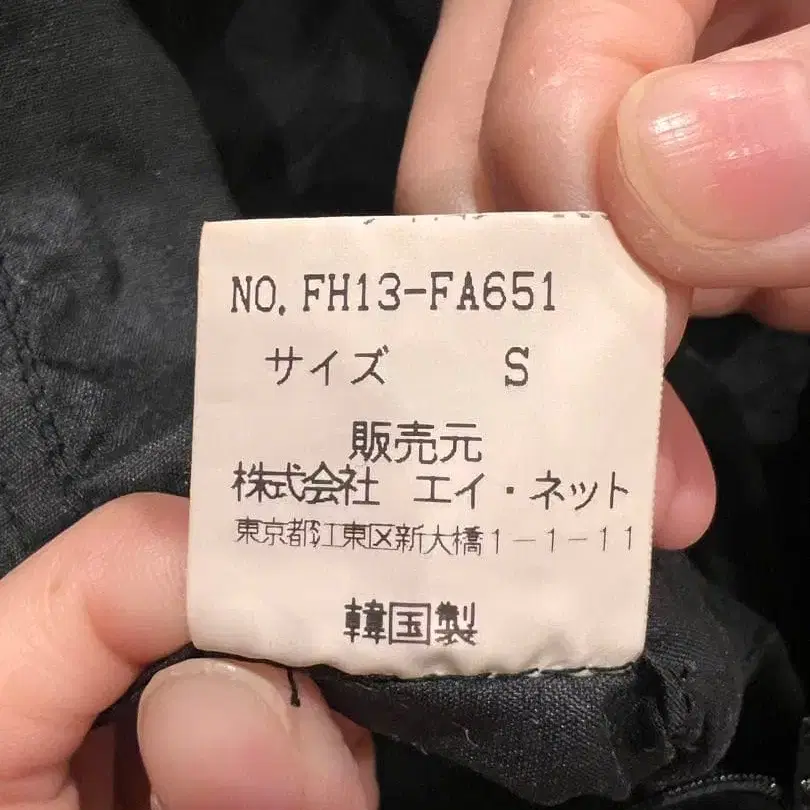 NO. FH13-FA651
サイズ S
販売元
株式会社 エイ・ネット
東京都江東区新大橋1-1-11
韓国製